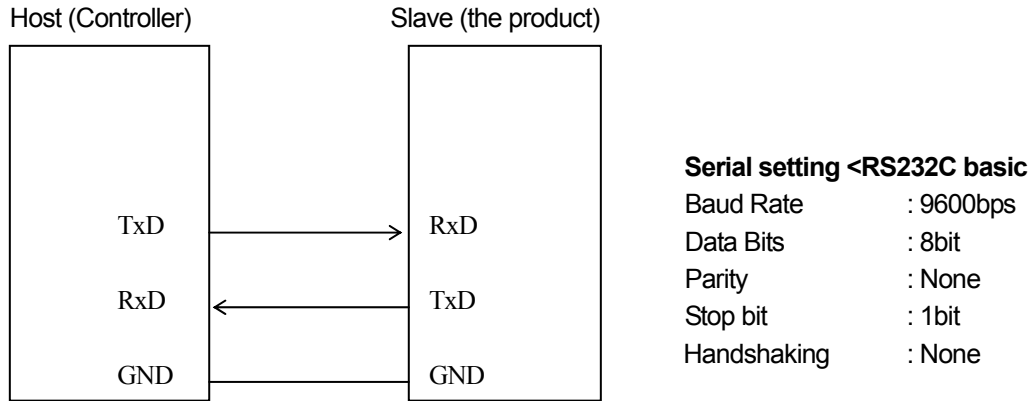 Host (Controller) Slave (the product)
TxD RxD
RxD TxD
GND GND
Serial setting <RS232C basic
Baud Rate : 9600bps
Data Bits : 8bit
Parity : None
Stop bit : 1bit
Handshaking : None